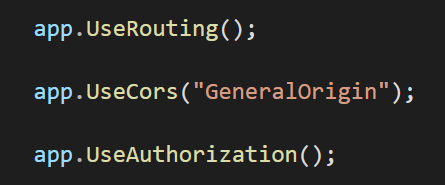 app.UseRouting();
app.UseCors("GeneralOrigin");
app.UseAuthorization();